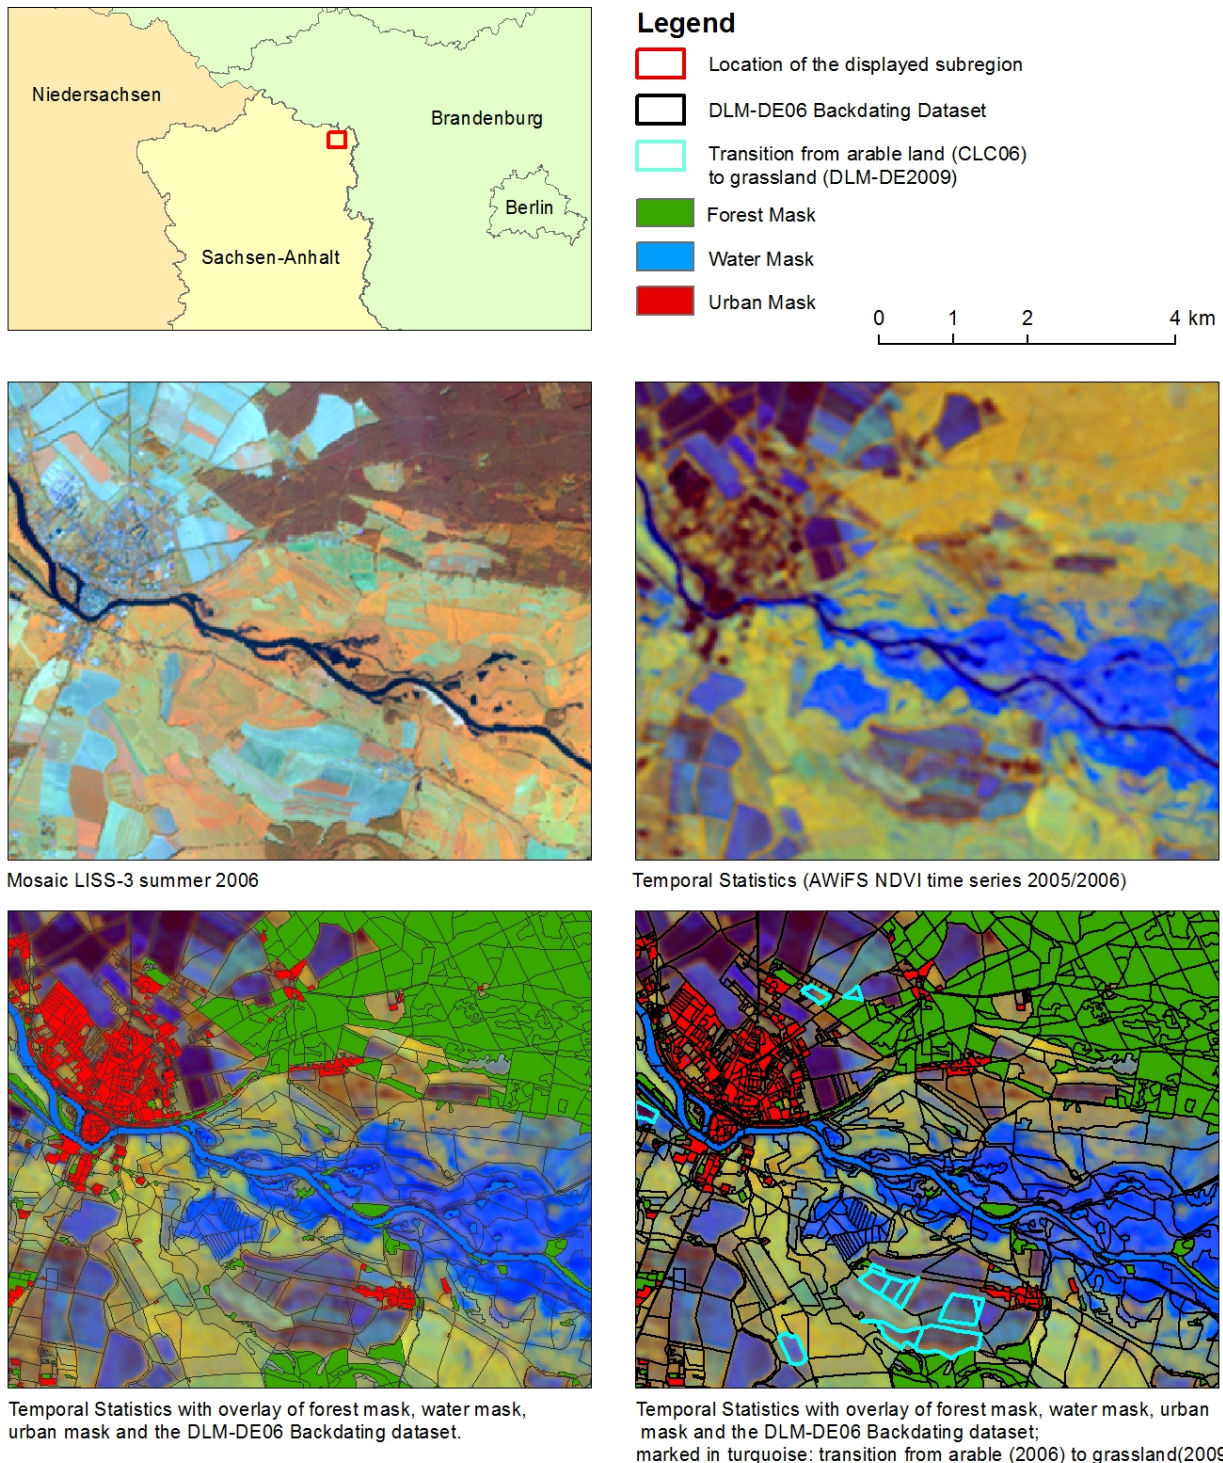 Niedersachsen
Brandenburg
Berlin
Sachsen-Anhalt
Legend
Location of the displayed subregion
DLM-DE06 Backdating Dataset
Transition from arable land (CLC06)
to grassland (DLM-DE2009)
Forest Mask
Water Mask
Urban Mask
0 1 2 4 km
Mosaic LISS-3 summer 2006
Temporal Statistics (AWiFS NDVI time series 2005/2006)
Temporal Statistics with overlay of forest mask, water mask,
urban mask and the DLM-DE06 Backdating dataset.
Temporal Statistics with overlay of forest mask, water mask, urban
mask and the DLM-DE06 Backdating dataset;
marked in turquoise: transition from arable (2006) to grassland(2009